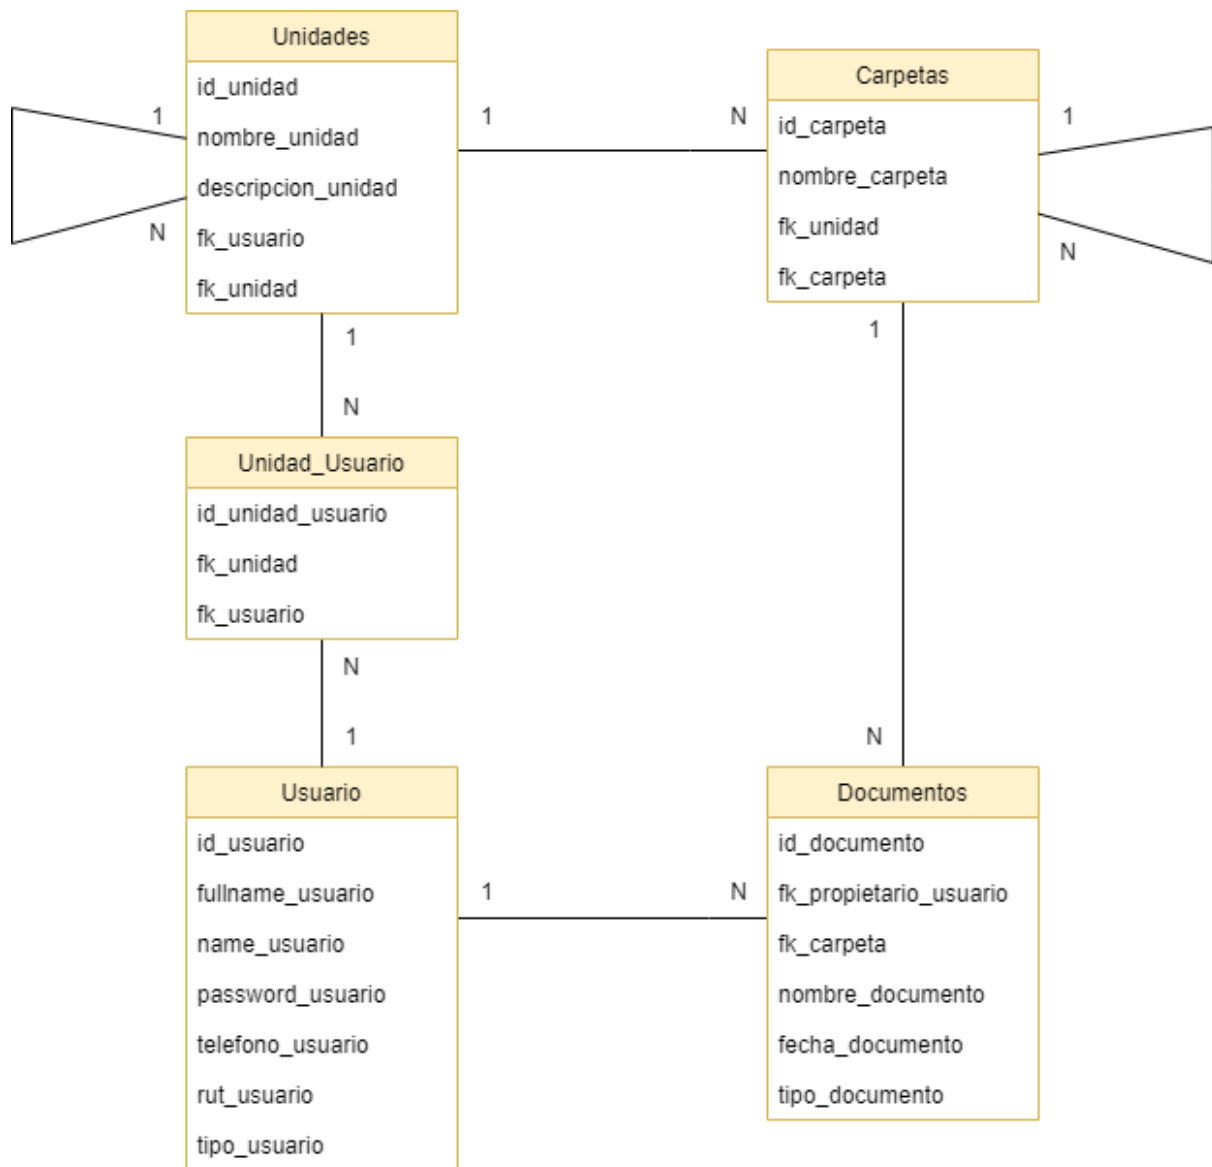 Unidades
id_unidad
nombre_unidad
descripcion_unidad
fk_usuario
fk_unidad
1
N
1
N
Carpetas
id_carpeta
nombre_carpeta
fk_unidad
fk_carpeta
1
N
1
N
Unidad_Usuario
id_unidad_usuario
fk_unidad
fk_usuario
N
1
1
N
Usuario
id_usuario
fullname_usuario
name_usuario
password_usuario
telefono_usuario
rut_usuario
tipo_usuario
1
N
Documentos
id_documento
fk_propietario_usuario
fk_carpeta
nombre_documento
fecha_documento
tipo_documento